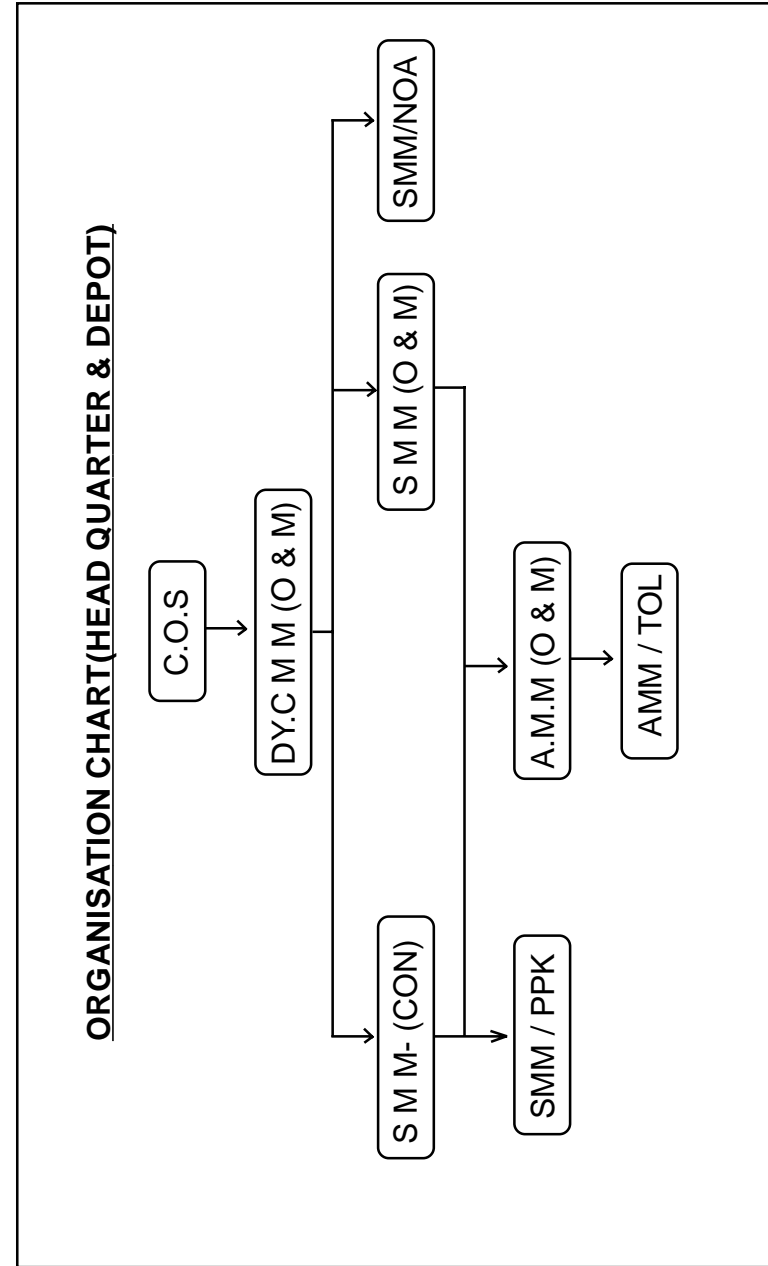 ORGANISATION CHART(HEAD QUARTER & DEPOT)
C.O.S
DY.C M M (O & M)
S M M- (CON)
S M M (O & M)
SMM/NOA
SMM / PPK
A.M.M (O & M)
AMM / TOL